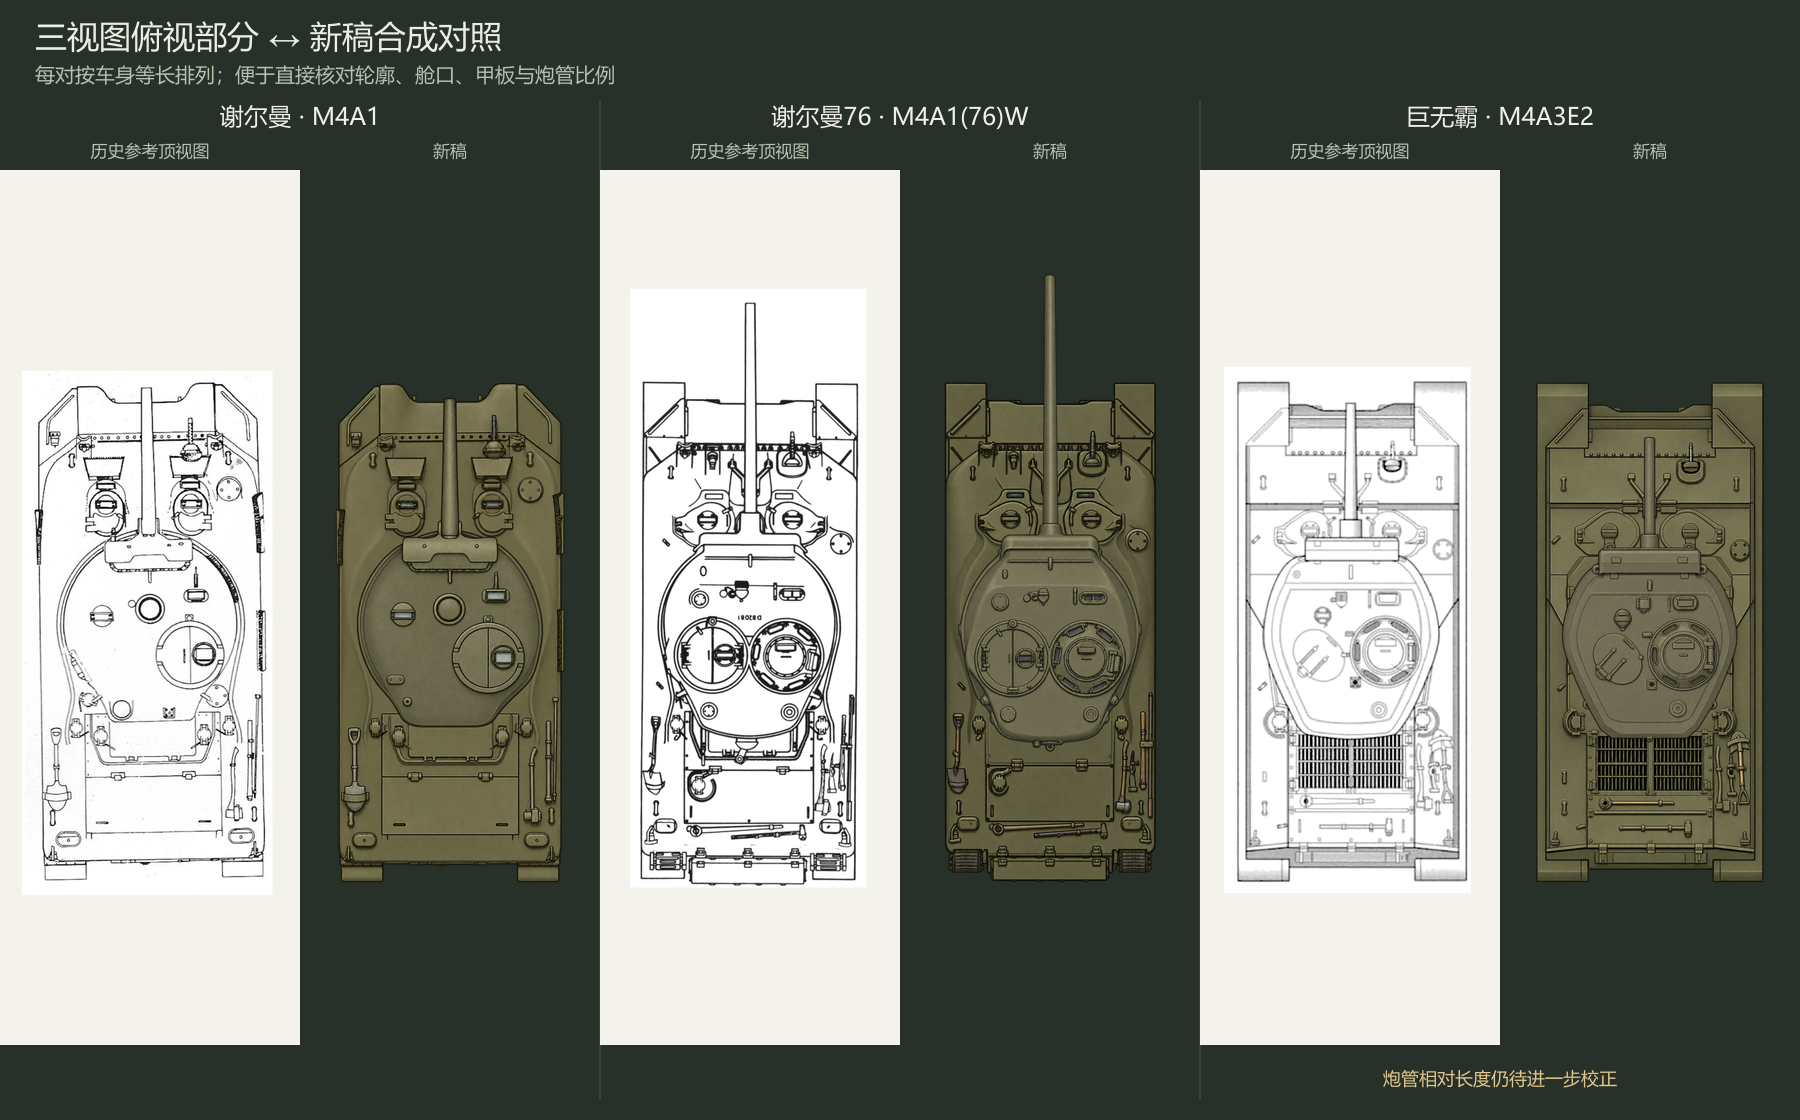 三视图俯视部分 ↔ 新稿合成对照
每对按车身等长排列；便于直接核对轮廓、舱口、甲板与炮管比例
谢尔曼 · M4A1
历史参考顶视图
新稿
谢尔曼76 · M4A1(76)W
历史参考顶视图
新稿
巨无霸 · M4A3E2
历史参考顶视图
新稿
炮管相对长度仍待进一步校正